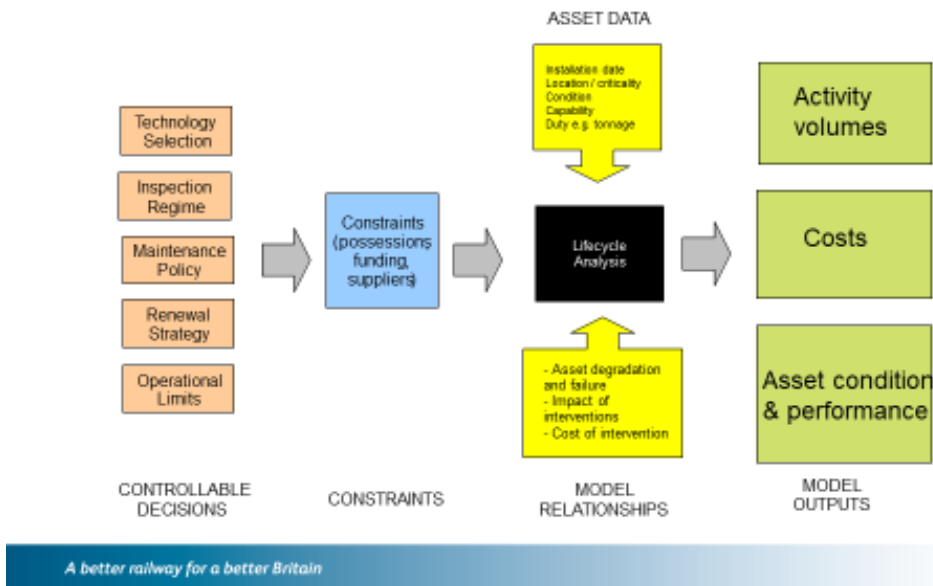 ASSET DATA
Installation date
Location / criticality
Condition
Capability
Duty e.g. tonnage
Technology
Selection
Inspection
Regime
Maintenance
Policy
Renewal
Strategy
Operational
Limits
Constraints
(possessions,
funding,
suppliers)
Lifecycle
Analysis
- Asset degradation
and failure
- Impact of
interventions
- Cost of intervention
Activity
volumes
Costs
Asset condition
& performance
CONTROLLABLE
DECISIONS
CONSTRAINTS
MODEL
RELATIONSHIPS
MODEL
OUTPUTS
A better railway for a better Britain